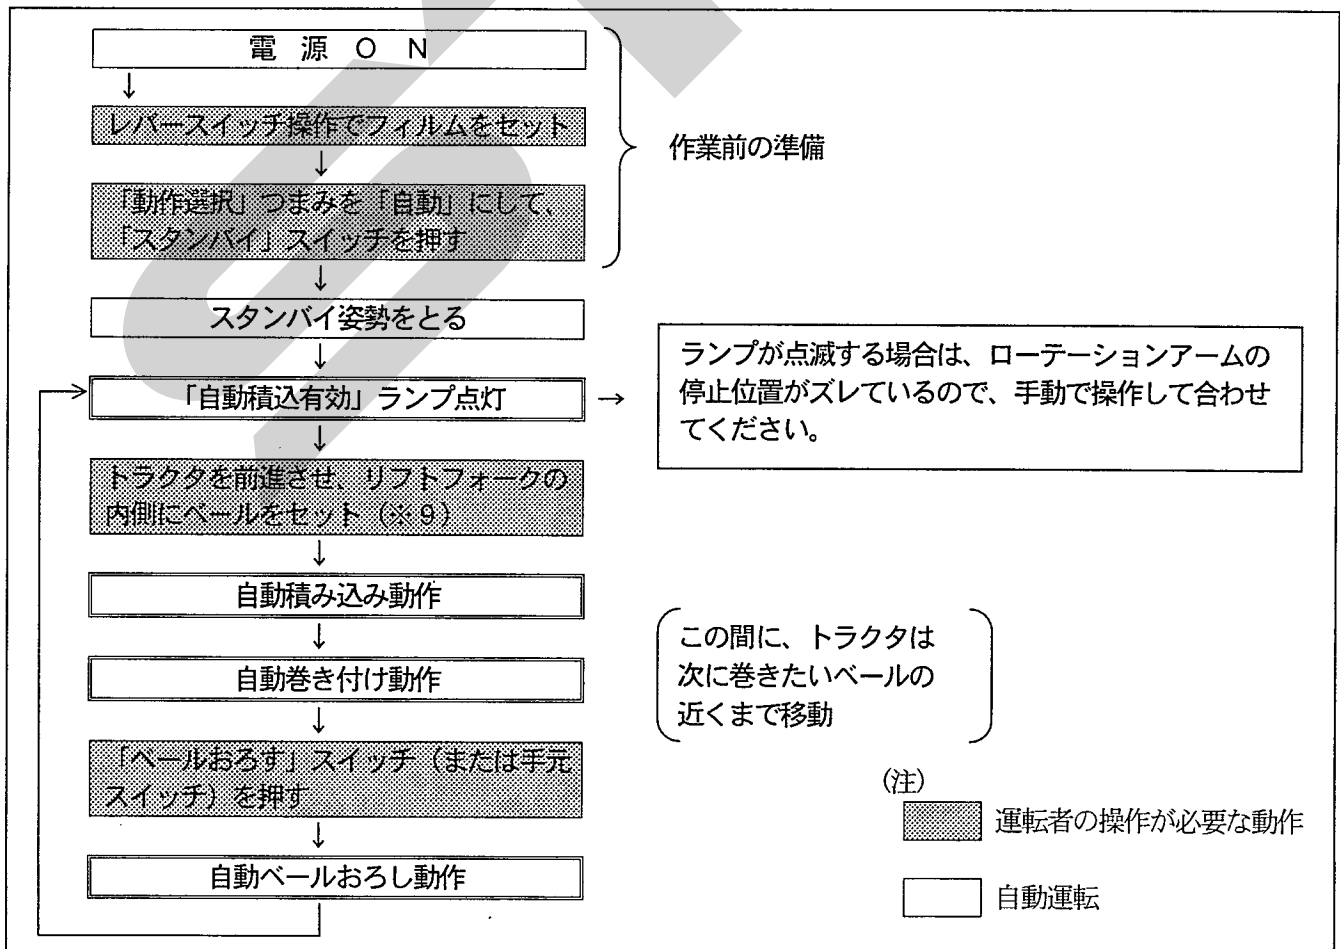 電 源 Ｏ Ｎ
↓
レバースイッチ操作でフィルムをセット
↓
「動作選択」つまみを「自動」にして、
「スタンバイ」スイッチを押す
作業前の準備
↓
スタンバイ姿勢をとる
↓
「自動積込有効」ランプ点灯 →
ランプが点滅する場合は、ローテーションアームの
停止位置がズレているので、手動で操作して合わせ
てください。
↓
トラクタを前進させ、リフトフォークの
内側にベールをセット（※９）
↓
自動積み込み動作
↓
自動巻き付け動作
この間に、トラクタは
次に巻きたいベールの
近くまで移動
↓
「ベールおろす」スイッチ（または手元
スイッチ）を押す
↓
自動ベールおろし動作
(注)
運転者の操作が必要な動作
自動運転